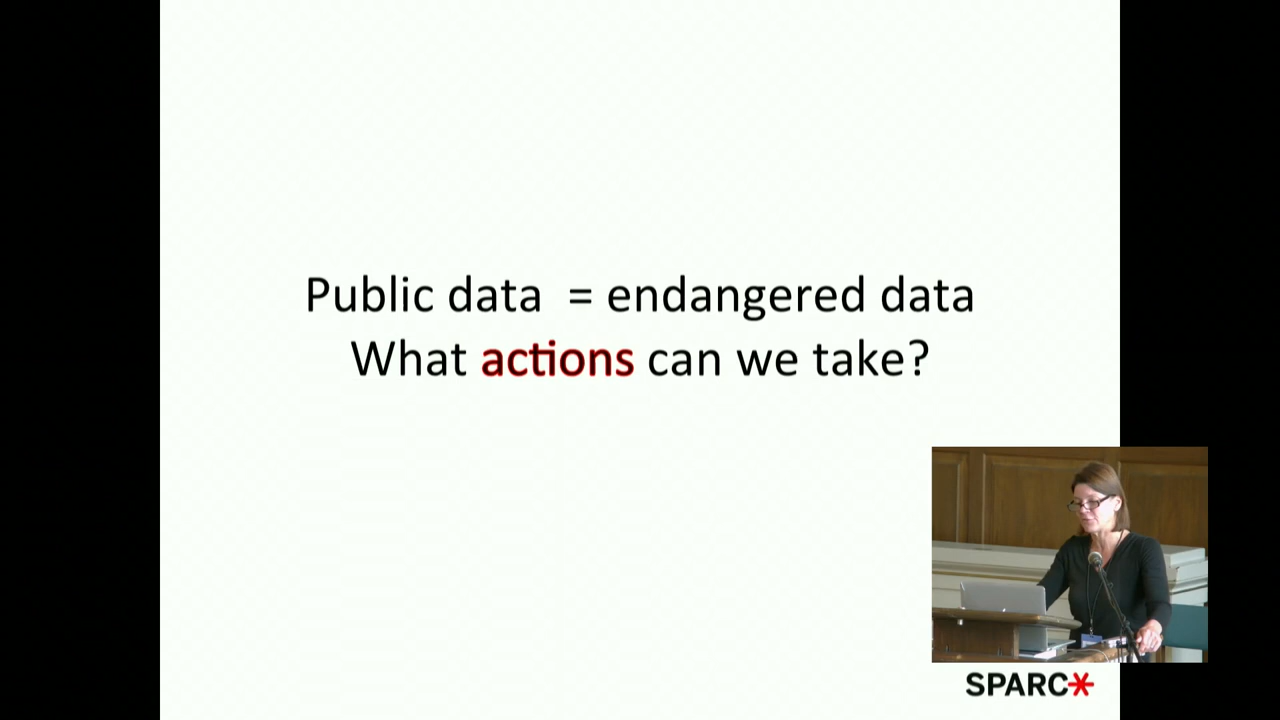 Public data = endangered data
What actions can we take?
SPARC